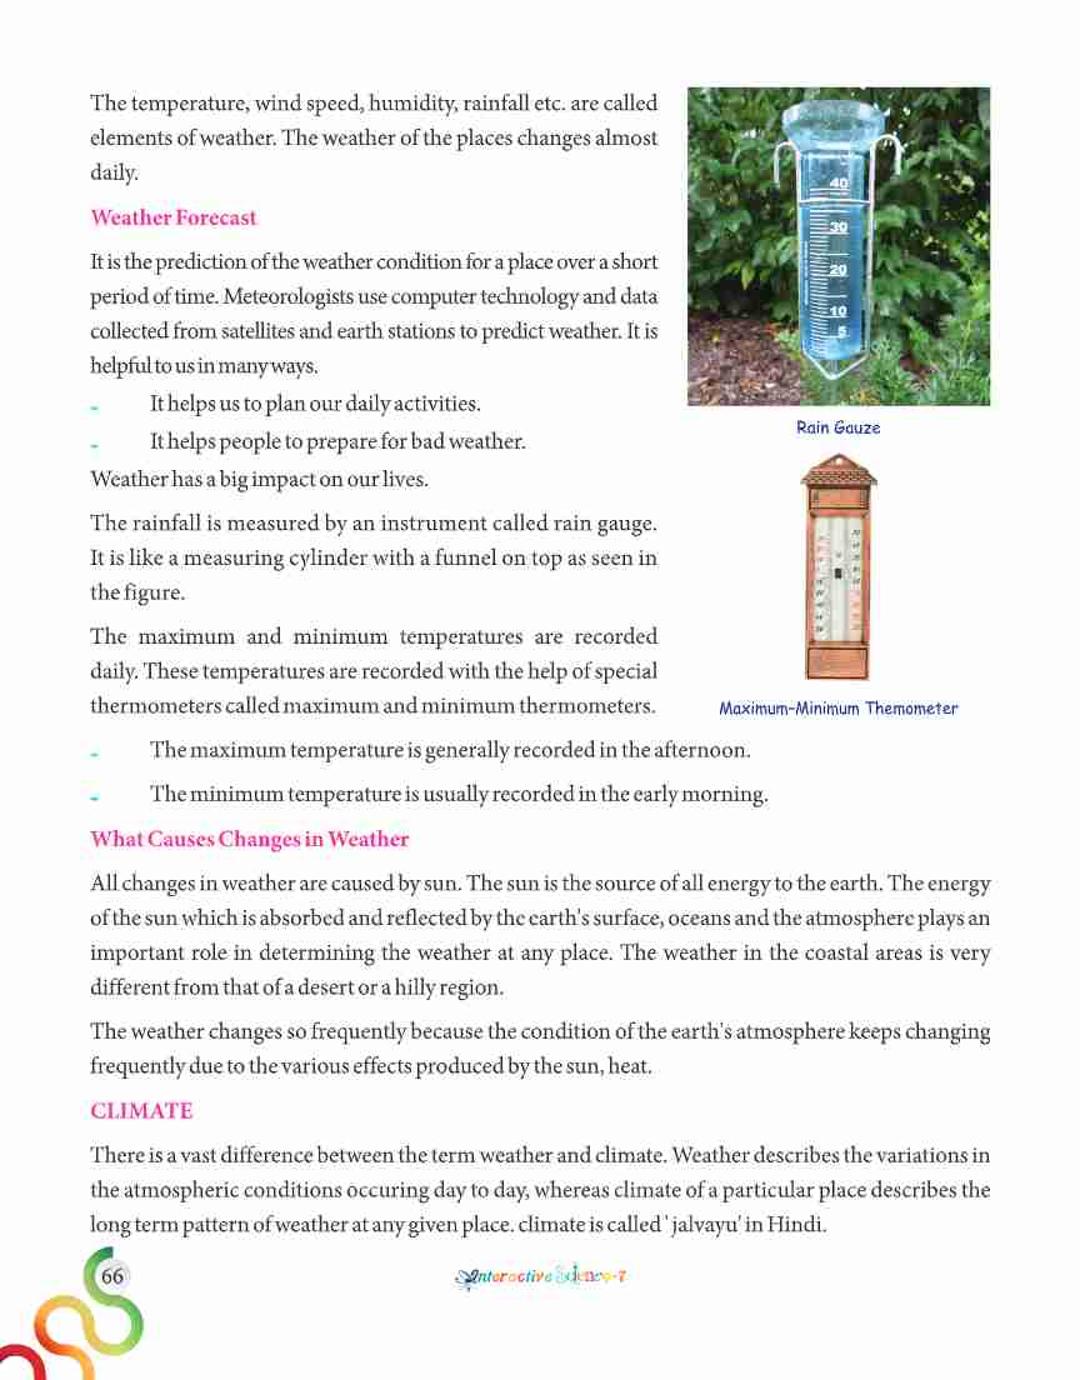 The temperature, wind speed, humidity, rainfall etc. are called
elements of weather. The weather of the places changes almost
daily.
Weather Forecast
It is the prediction of the weather condition for a place over a short
period of time. Meteorologists use computer technology and data
collected from satellites and earth stations to predict weather. It is
helpful to us in many ways.
- It helps us to plan our daily activities.
- It helps people to prepare for bad weather.
Weather has a big impact on our lives.
The rainfall is measured by an instrument called rain gauge.
It is like a measuring cylinder with a funnel on top as seen in
the figure.
The maximum and minimum temperatures are recorded
daily. These temperatures are recorded with the help of special
thermometers called maximum and minimum thermometers.
40
30
20
10
5
Rain Gauze
Maximum-Minimum Themometer
- The maximum temperature is generally recorded in the afternoon.
- The minimum temperature is usually recorded in the early morning.
What Causes Changes in Weather
All changes in weather are caused by sun. The sun is the source of all energy to the earth. The energy
of the sun which is absorbed and reflected by the earth's surface, oceans and the atmosphere plays an
important role in determining the weather at any place. The weather in the coastal areas is very
different from that of a desert or a hilly region.
The weather changes so frequently because the condition of the earth's atmosphere keeps changing
frequently due to the various effects produced by the sun, heat.
CLIMATE
There is a vast difference between the term weather and climate. Weather describes the variations in
the atmospheric conditions occuring day to day, whereas climate of a particular place describes the
long term pattern of weather at any given place. climate is called ' jalvayu' in Hindi.
66
Interactive Science-7